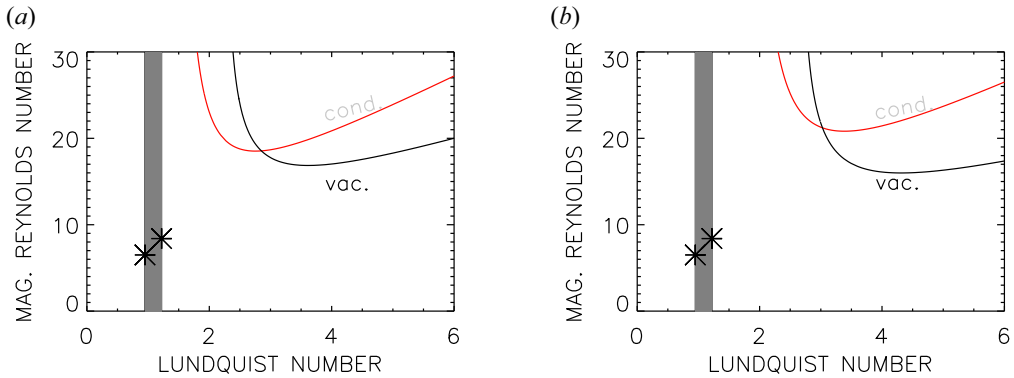 (a)
MAG. REYNOLDS NUMBER
30
20
10
0
cond.
vac.
0 2 4 6
LUNDQUIST NUMBER
(b)
MAG. REYNOLDS NUMBER
30
20
10
0
cond.
vac.
0 2 4 6
LUNDQUIST NUMBER